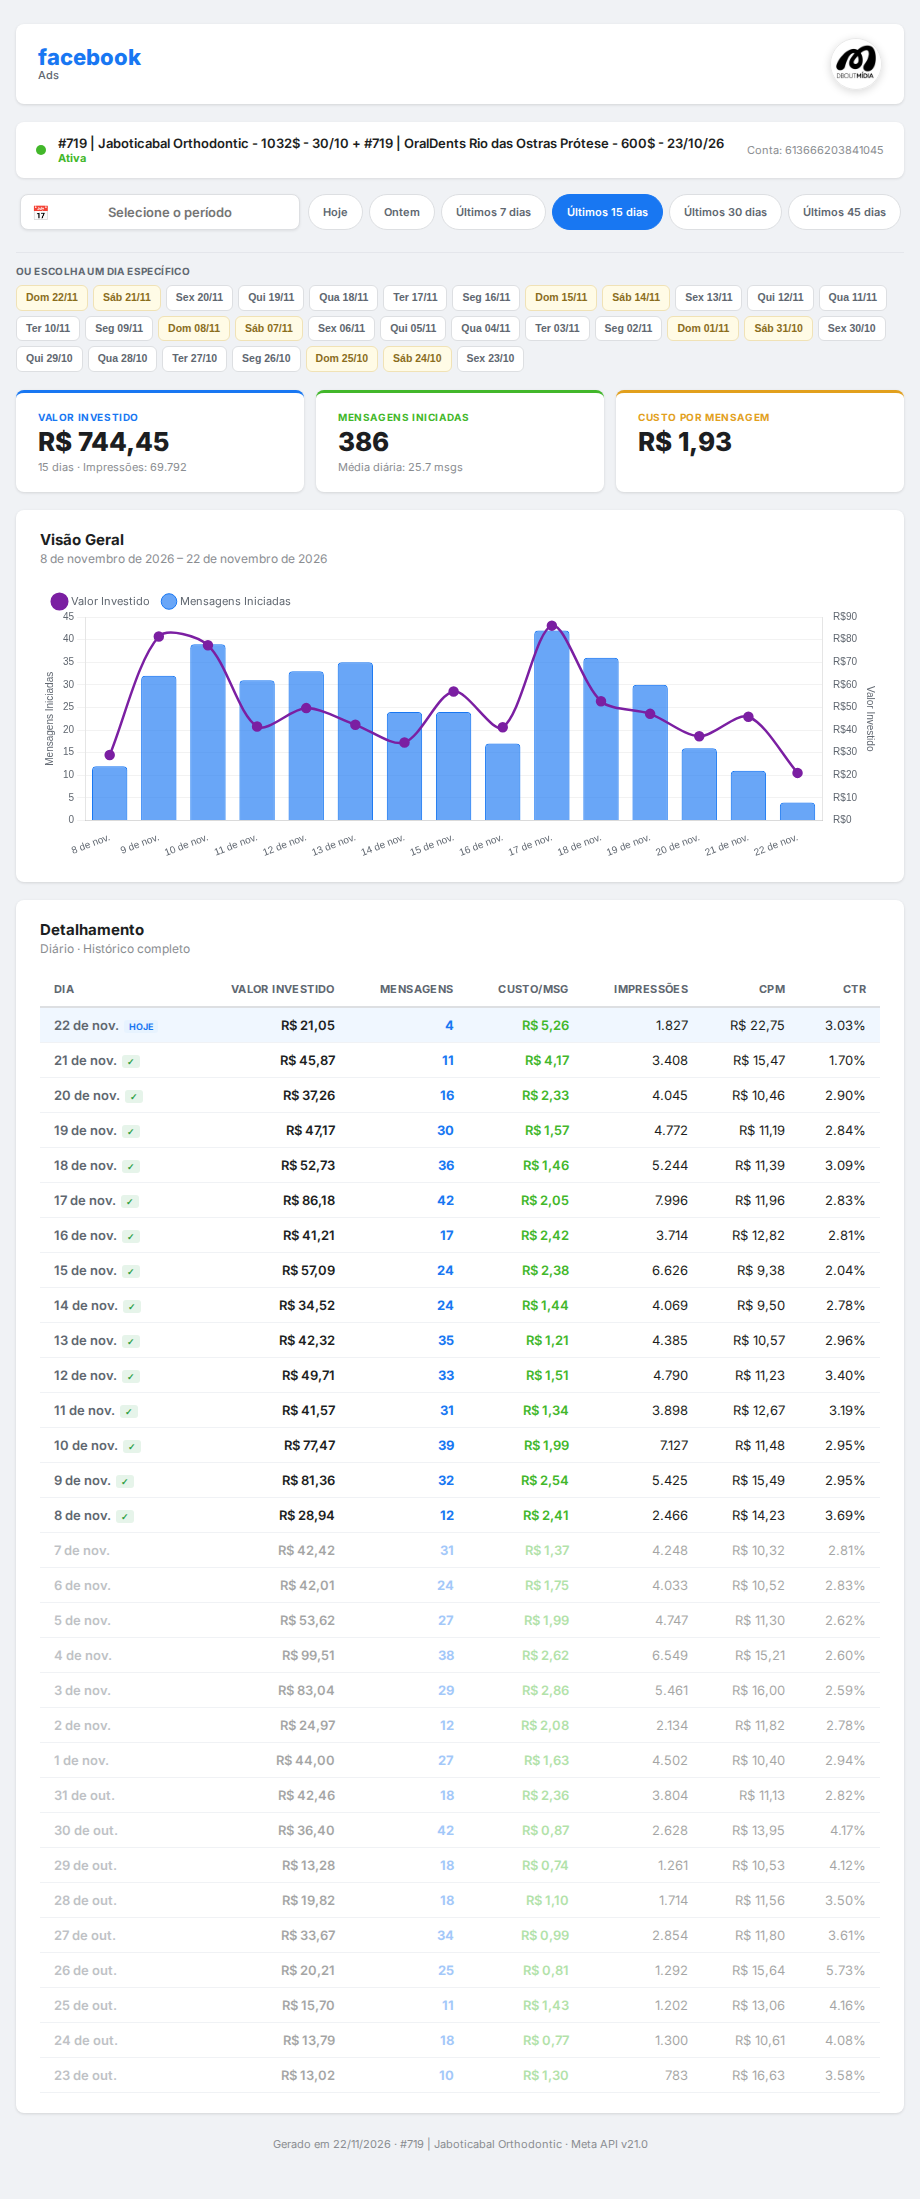 facebook
Ads
DBOUTMÍDIA
#719 | Jaboticabal Orthodontic - 1032$ - 30/10 + #719 | OralDents Rio das Ostras Prótese - 600$ - 23/10/26
Ativa
Conta: 613666203841045
Selecione o período Hoje Ontem Últimos 7 dias Últimos 15 dias Últimos 30 dias Últimos 45 dias
OU ESCOLHA UM DIA ESPECÍFICO
Dom 22/11 Sáb 21/11 Sex 20/11 Qui 19/11 Qua 18/11 Ter 17/11 Seg 16/11 Dom 15/11 Sáb 14/11 Sex 13/11 Qui 12/11 Qua 11/11
Ter 10/11 Seg 09/11 Dom 08/11 Sáb 07/11 Sex 06/11 Qui 05/11 Qua 04/11 Ter 03/11 Seg 02/11 Dom 01/11 Sáb 31/10 Sex 30/10
Qui 29/10 Qua 28/10 Ter 27/10 Seg 26/10 Dom 25/10 Sáb 24/10 Sex 23/10
VALOR INVESTIDO
R$ 744,45
15 dias · Impressões: 69.792
MENSAGENS INICIADAS
386
Média diária: 25.7 msgs
CUSTO POR MENSAGEM
R$ 1,93
Visão Geral
8 de novembro de 2026 – 22 de novembro de 2026
Valor Investido Mensagens Iniciadas
Mensagens Iniciadas
45
40
35
30
25
20
15
10
5
0
R$90
R$80
R$70
R$60
R$50
R$40
R$30
R$20
R$10
R$0
Valor Investido
8 de nov. 9 de nov. 10 de nov. 11 de nov. 12 de nov. 13 de nov. 14 de nov. 15 de nov. 16 de nov. 17 de nov. 18 de nov. 19 de nov. 20 de nov. 21 de nov. 22 de nov.
Detalhamento
Diário · Histórico completo
DIA VALOR INVESTIDO MENSAGENS CUSTO/MSG IMPRESSÕES CPM CTR
22 de nov. HOJE R$ 21,05 4 R$ 5,26 1.827 R$ 22,75 3.03%
21 de nov. ✓ R$ 45,87 11 R$ 4,17 3.408 R$ 15,47 1.70%
20 de nov. ✓ R$ 37,26 16 R$ 2,33 4.045 R$ 10,46 2.90%
19 de nov. ✓ R$ 47,17 30 R$ 1,57 4.772 R$ 11,19 2.84%
18 de nov. ✓ R$ 52,73 36 R$ 1,46 5.244 R$ 11,39 3.09%
17 de nov. ✓ R$ 86,18 42 R$ 2,05 7.996 R$ 11,96 2.83%
16 de nov. ✓ R$ 41,21 17 R$ 2,42 3.714 R$ 12,82 2.81%
15 de nov. ✓ R$ 57,09 24 R$ 2,38 6.626 R$ 9,38 2.04%
14 de nov. ✓ R$ 34,52 24 R$ 1,44 4.069 R$ 9,50 2.78%
13 de nov. ✓ R$ 42,32 35 R$ 1,21 4.385 R$ 10,57 2.96%
12 de nov. ✓ R$ 49,71 33 R$ 1,51 4.790 R$ 11,23 3.40%
11 de nov. ✓ R$ 41,57 31 R$ 1,34 3.898 R$ 12,67 3.19%
10 de nov. ✓ R$ 77,47 39 R$ 1,99 7.127 R$ 11,48 2.95%
9 de nov. ✓ R$ 81,36 32 R$ 2,54 5.425 R$ 15,49 2.95%
8 de nov. ✓ R$ 28,94 12 R$ 2,41 2.466 R$ 14,23 3.69%
7 de nov. R$ 42,42 31 R$ 1,37 4.248 R$ 10,32 2.81%
6 de nov. R$ 42,01 24 R$ 1,75 4.033 R$ 10,52 2.83%
5 de nov. R$ 53,62 27 R$ 1,99 4.747 R$ 11,30 2.62%
4 de nov. R$ 99,51 38 R$ 2,62 6.549 R$ 15,21 2.60%
3 de nov. R$ 83,04 29 R$ 2,86 5.461 R$ 16,00 2.59%
2 de nov. R$ 24,97 12 R$ 2,08 2.134 R$ 11,82 2.78%
1 de nov. R$ 44,00 27 R$ 1,63 4.502 R$ 10,40 2.94%
31 de out. R$ 42,46 18 R$ 2,36 3.804 R$ 11,13 2.82%
30 de out. R$ 36,40 42 R$ 0,87 2.628 R$ 13,95 4.17%
29 de out. R$ 13,28 18 R$ 0,74 1.261 R$ 10,53 4.12%
28 de out. R$ 19,82 18 R$ 1,10 1.714 R$ 11,56 3.50%
27 de out. R$ 33,67 34 R$ 0,99 2.854 R$ 11,80 3.61%
26 de out. R$ 20,21 25 R$ 0,81 1.292 R$ 15,64 5.73%
25 de out. R$ 15,70 11 R$ 1,43 1.202 R$ 13,06 4.16%
24 de out. R$ 13,79 18 R$ 0,77 1.300 R$ 10,61 4.08%
23 de out. R$ 13,02 10 R$ 1,30 783 R$ 16,63 3.58%
Gerado em 22/11/2026 · #719 | Jaboticabal Orthodontic · Meta API v21.0